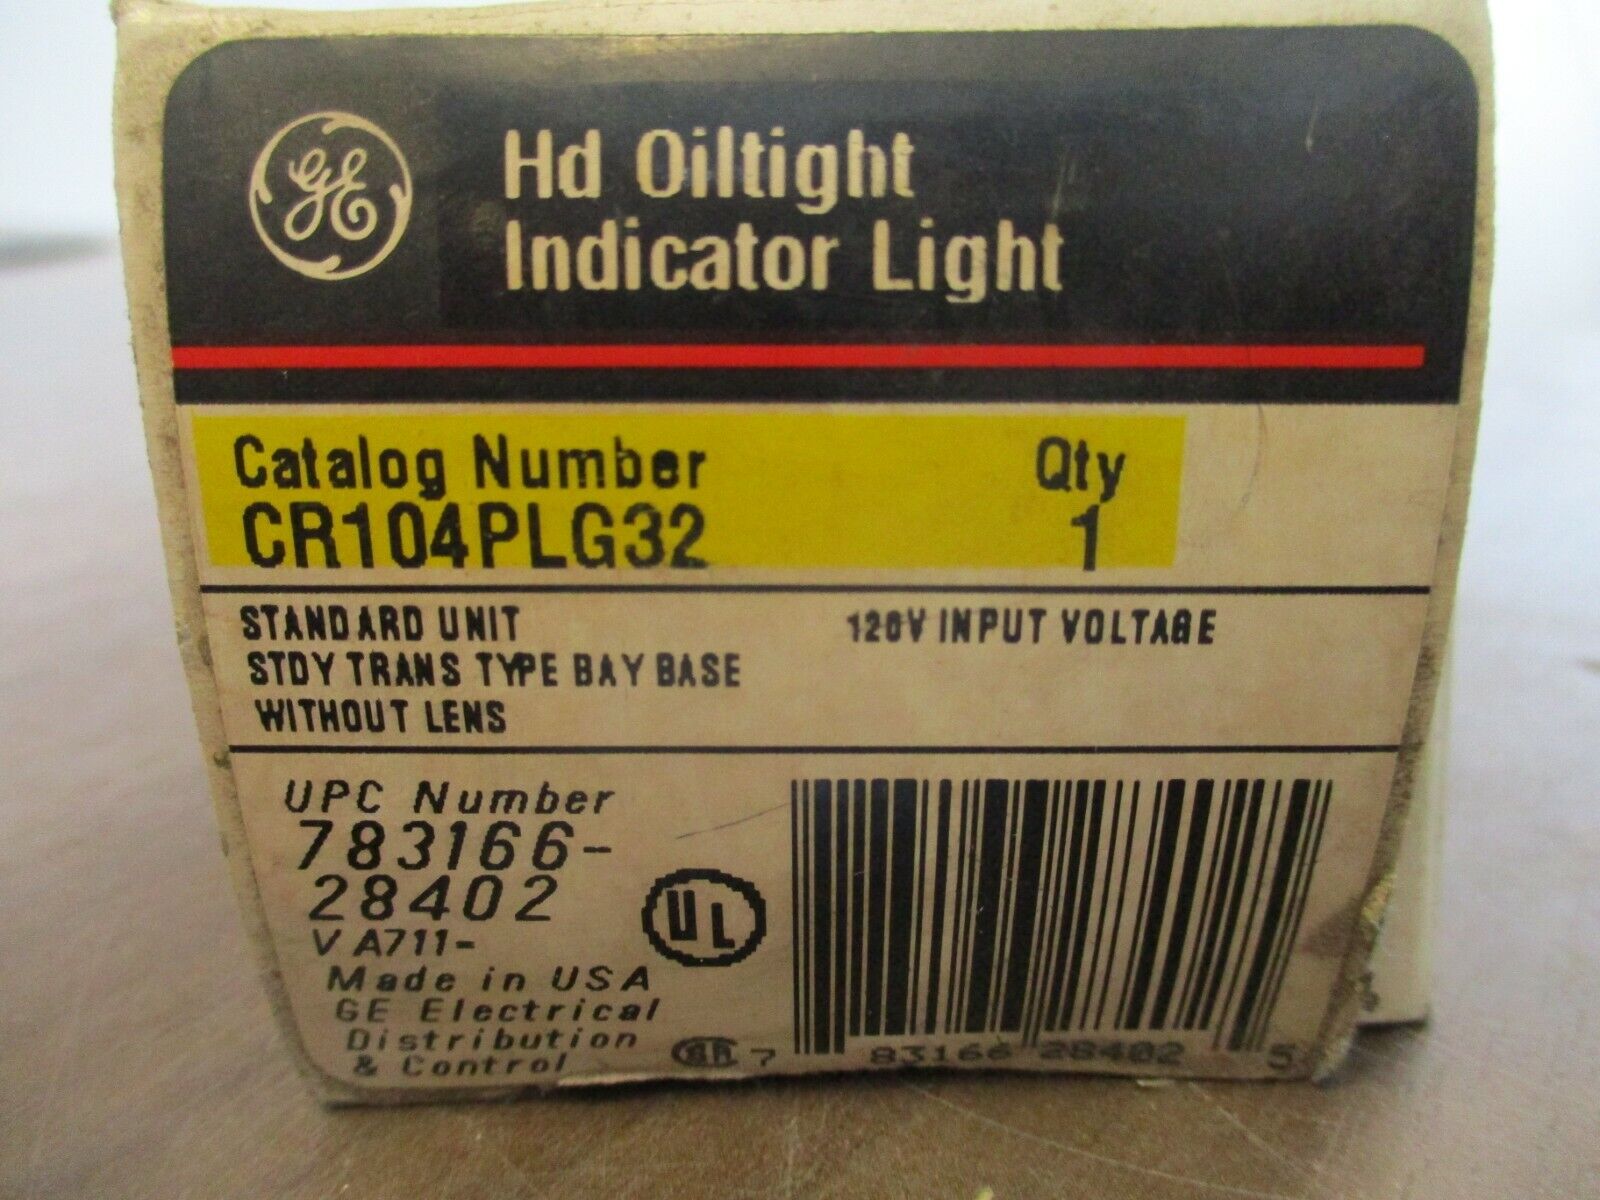 GE
Hd Oiltight
Indicator Light
Catalog Number Qty
CR104PLG32 1
STANDARD UNIT 120V INPUT VOLTAGE
STDY TRANS TYPE BAY BASE
WITHOUT LENS
UPC Number
783166-
28402
VA711-
Made in USA
GE Electrical
Distribution
& Control
UL
7 83166 28402 5